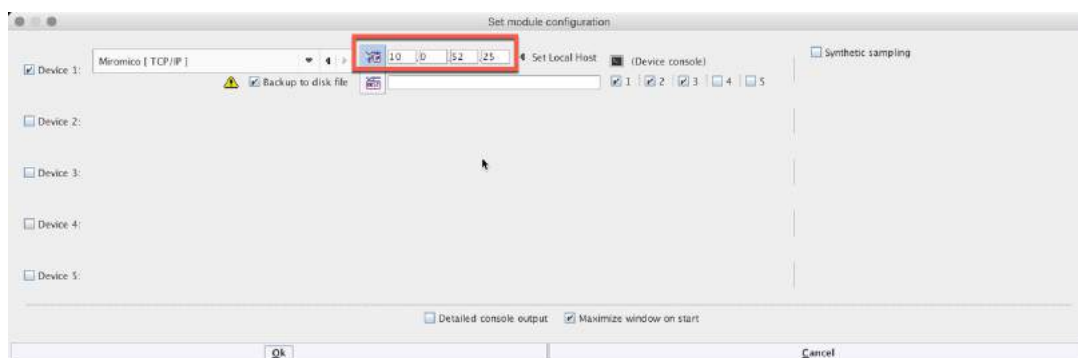 Set module configuration
Device 1:
Miromico [ TCP/IP ]
10 .0 .52 .25
Set Local Host
(Device console)
Synthetic sampling
Backup to disk file
1 2 3 4 5
Device 2:
Device 3:
Device 4:
Device 5:
Detailed console output
Maximize window on start
Ok
Cancel